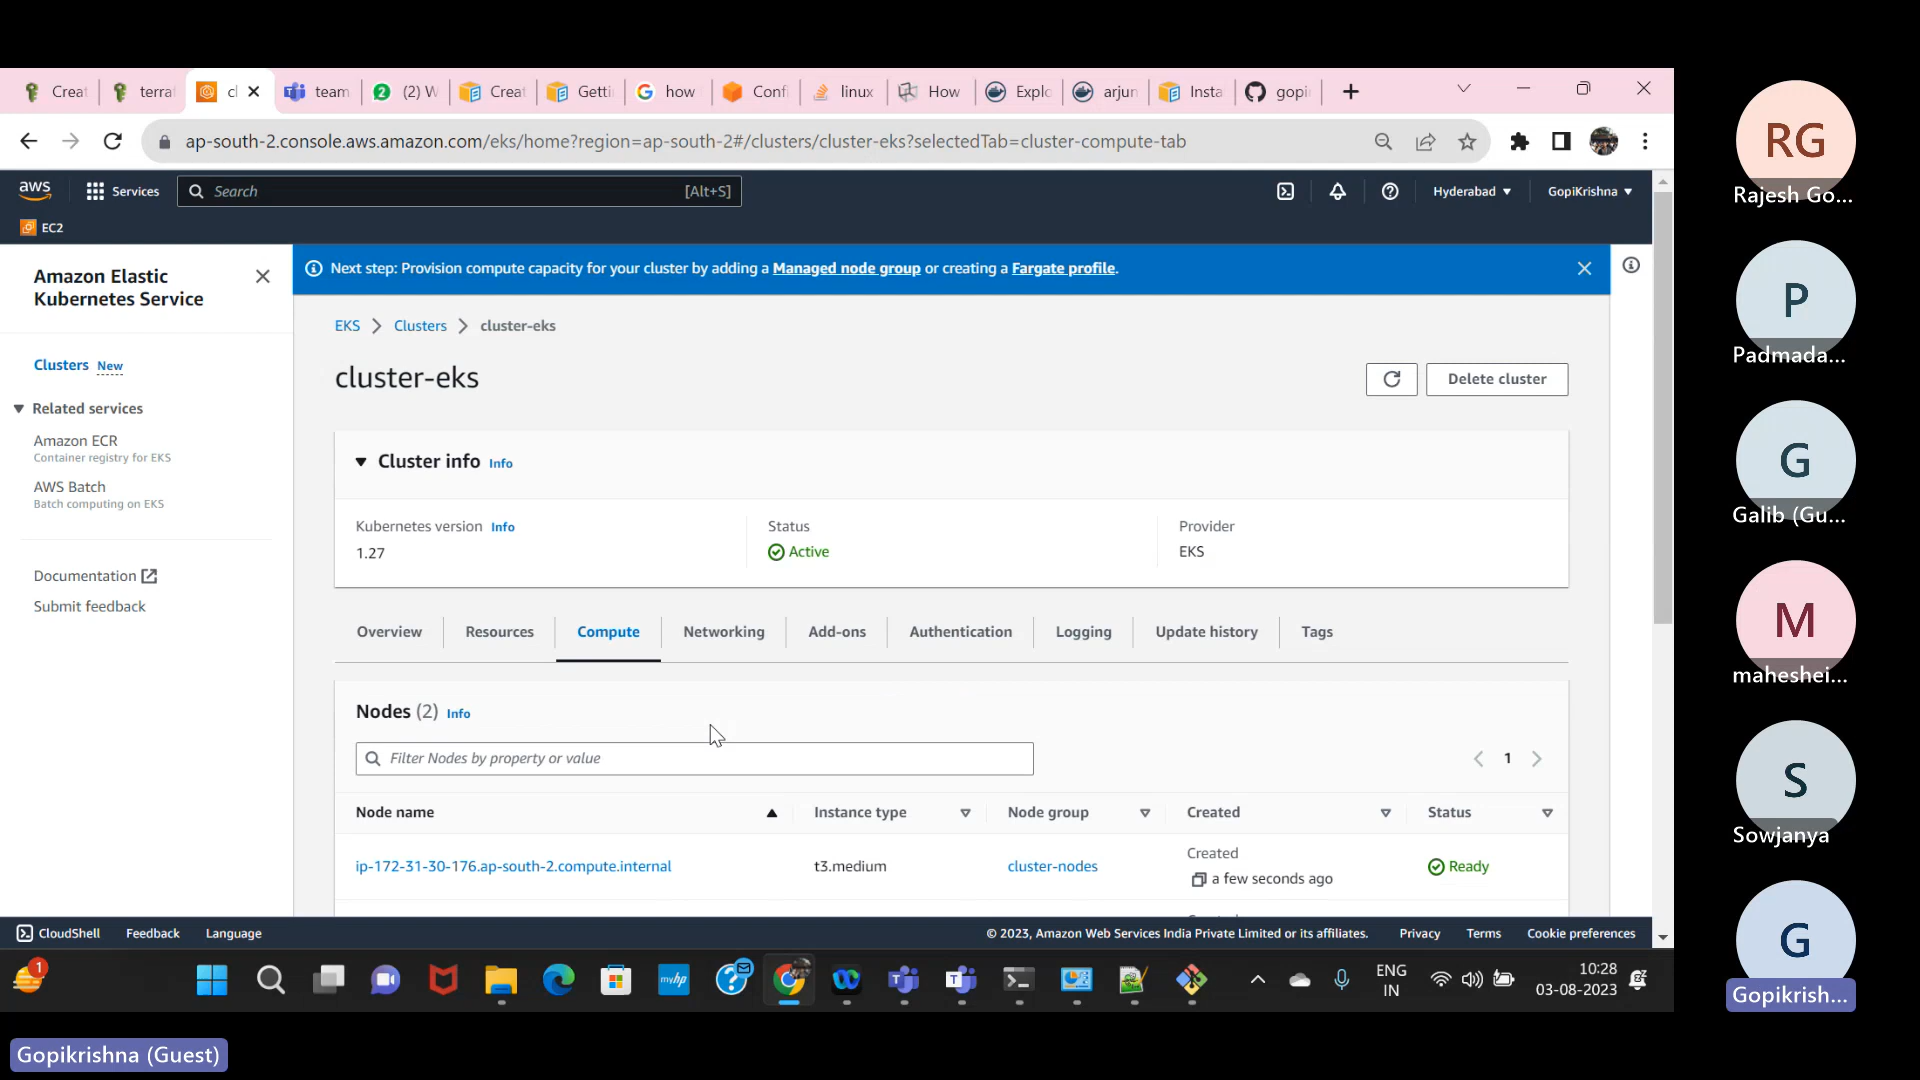 Creat
terraf
cl
team
(2) W
Creat
Getti
how
Confi
linux
How
Explo
arjun
Insta
gopi
ap-south-2.console.aws.amazon.com/eks/home?region=ap-south-2#/clusters/cluster-eks?selectedTab=cluster-compute-tab
aws
Services
Search
[Alt+S]
Hyderabad
GopiKrishna
EC2
Amazon Elastic
Kubernetes Service
Clusters New
Related services
Amazon ECR
Container registry for EKS
AWS Batch
Batch computing on EKS
Documentation
Submit feedback
Next step: Provision compute capacity for your cluster by adding a Managed node group or creating a Fargate profile.
EKS
Clusters
cluster-eks
cluster-eks
Delete cluster
Cluster info Info
Kubernetes version Info
1.27
Status
Active
Provider
EKS
Overview
Resources
Compute
Networking
Add-ons
Authentication
Logging
Update history
Tags
Nodes (2) Info
Filter Nodes by property or value
1
Node name
Instance type
Node group
Created
Status
ip-172-31-30-176.ap-south-2.compute.internal
t3.medium
cluster-nodes
Created
a few seconds ago
Ready
CloudShell
Feedback
Language
© 2023, Amazon Web Services India Private Limited or its affiliates.
Privacy
Terms
Cookie preferences
1
myhp
ENG
IN
10:28
03-08-2023
Gopikrishna (Guest)
RG
Rajesh Go...
P
Padmada...
G
Galib (Gu...
M
maheshei...
S
Sowjanya
G
Gopikrish...